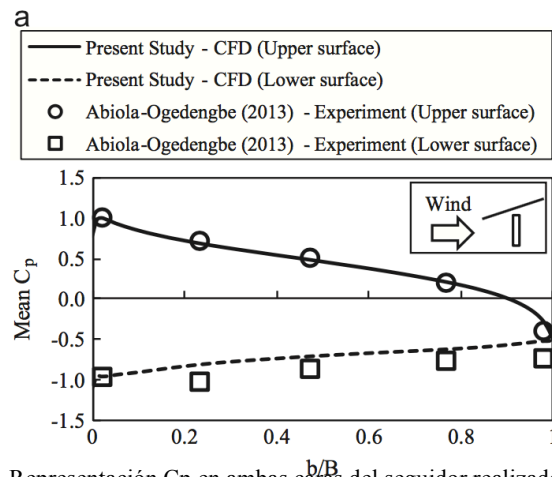 a
Present Study - CFD (Upper surface)
Present Study - CFD (Lower surface)
Abiola-Ogedengbe (2013) - Experiment (Upper surface)
Abiola-Ogedengbe (2013) - Experiment (Lower surface)
1.5
1.0
0.5
0.0
-0.5
-1.0
-1.5
Mean Cp
Wind
0 0.2 0.4 0.6 0.8 1
b/B
Representación Cp en ambas caras del seguidor realizad